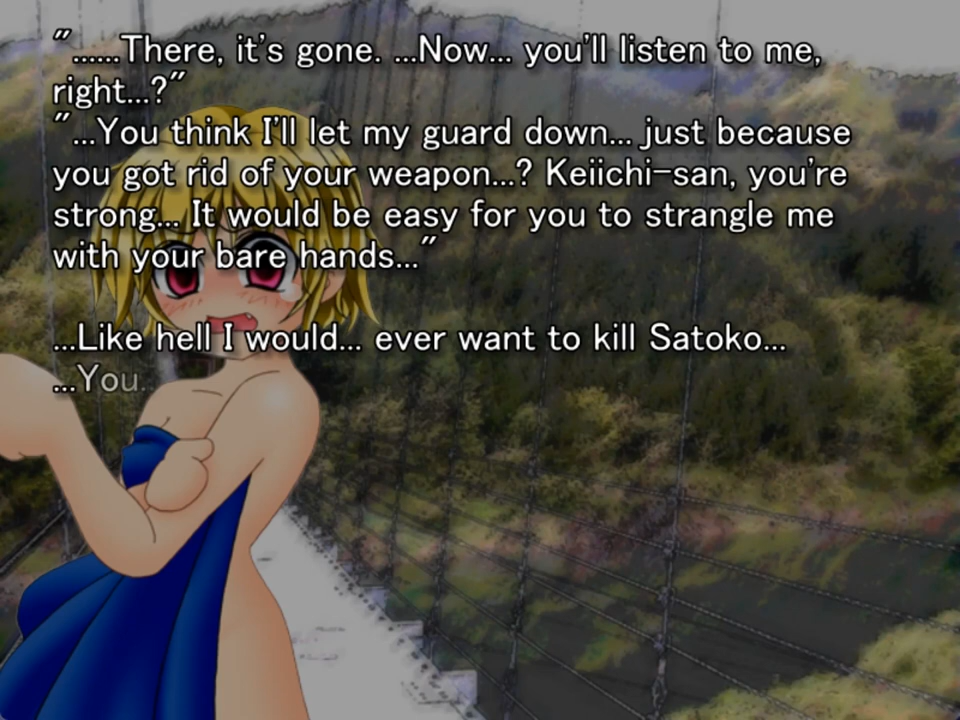 "......There, it's gone. ...Now... you'll listen to me,
right...?"
"...You think I'll let my guard down... just because
you got rid of your weapon...? Keiichi-san, you're
strong... It would be easy for you to strangle me
with your bare hands..."
...Like hell I would... ever want to kill Satoko...
...You..